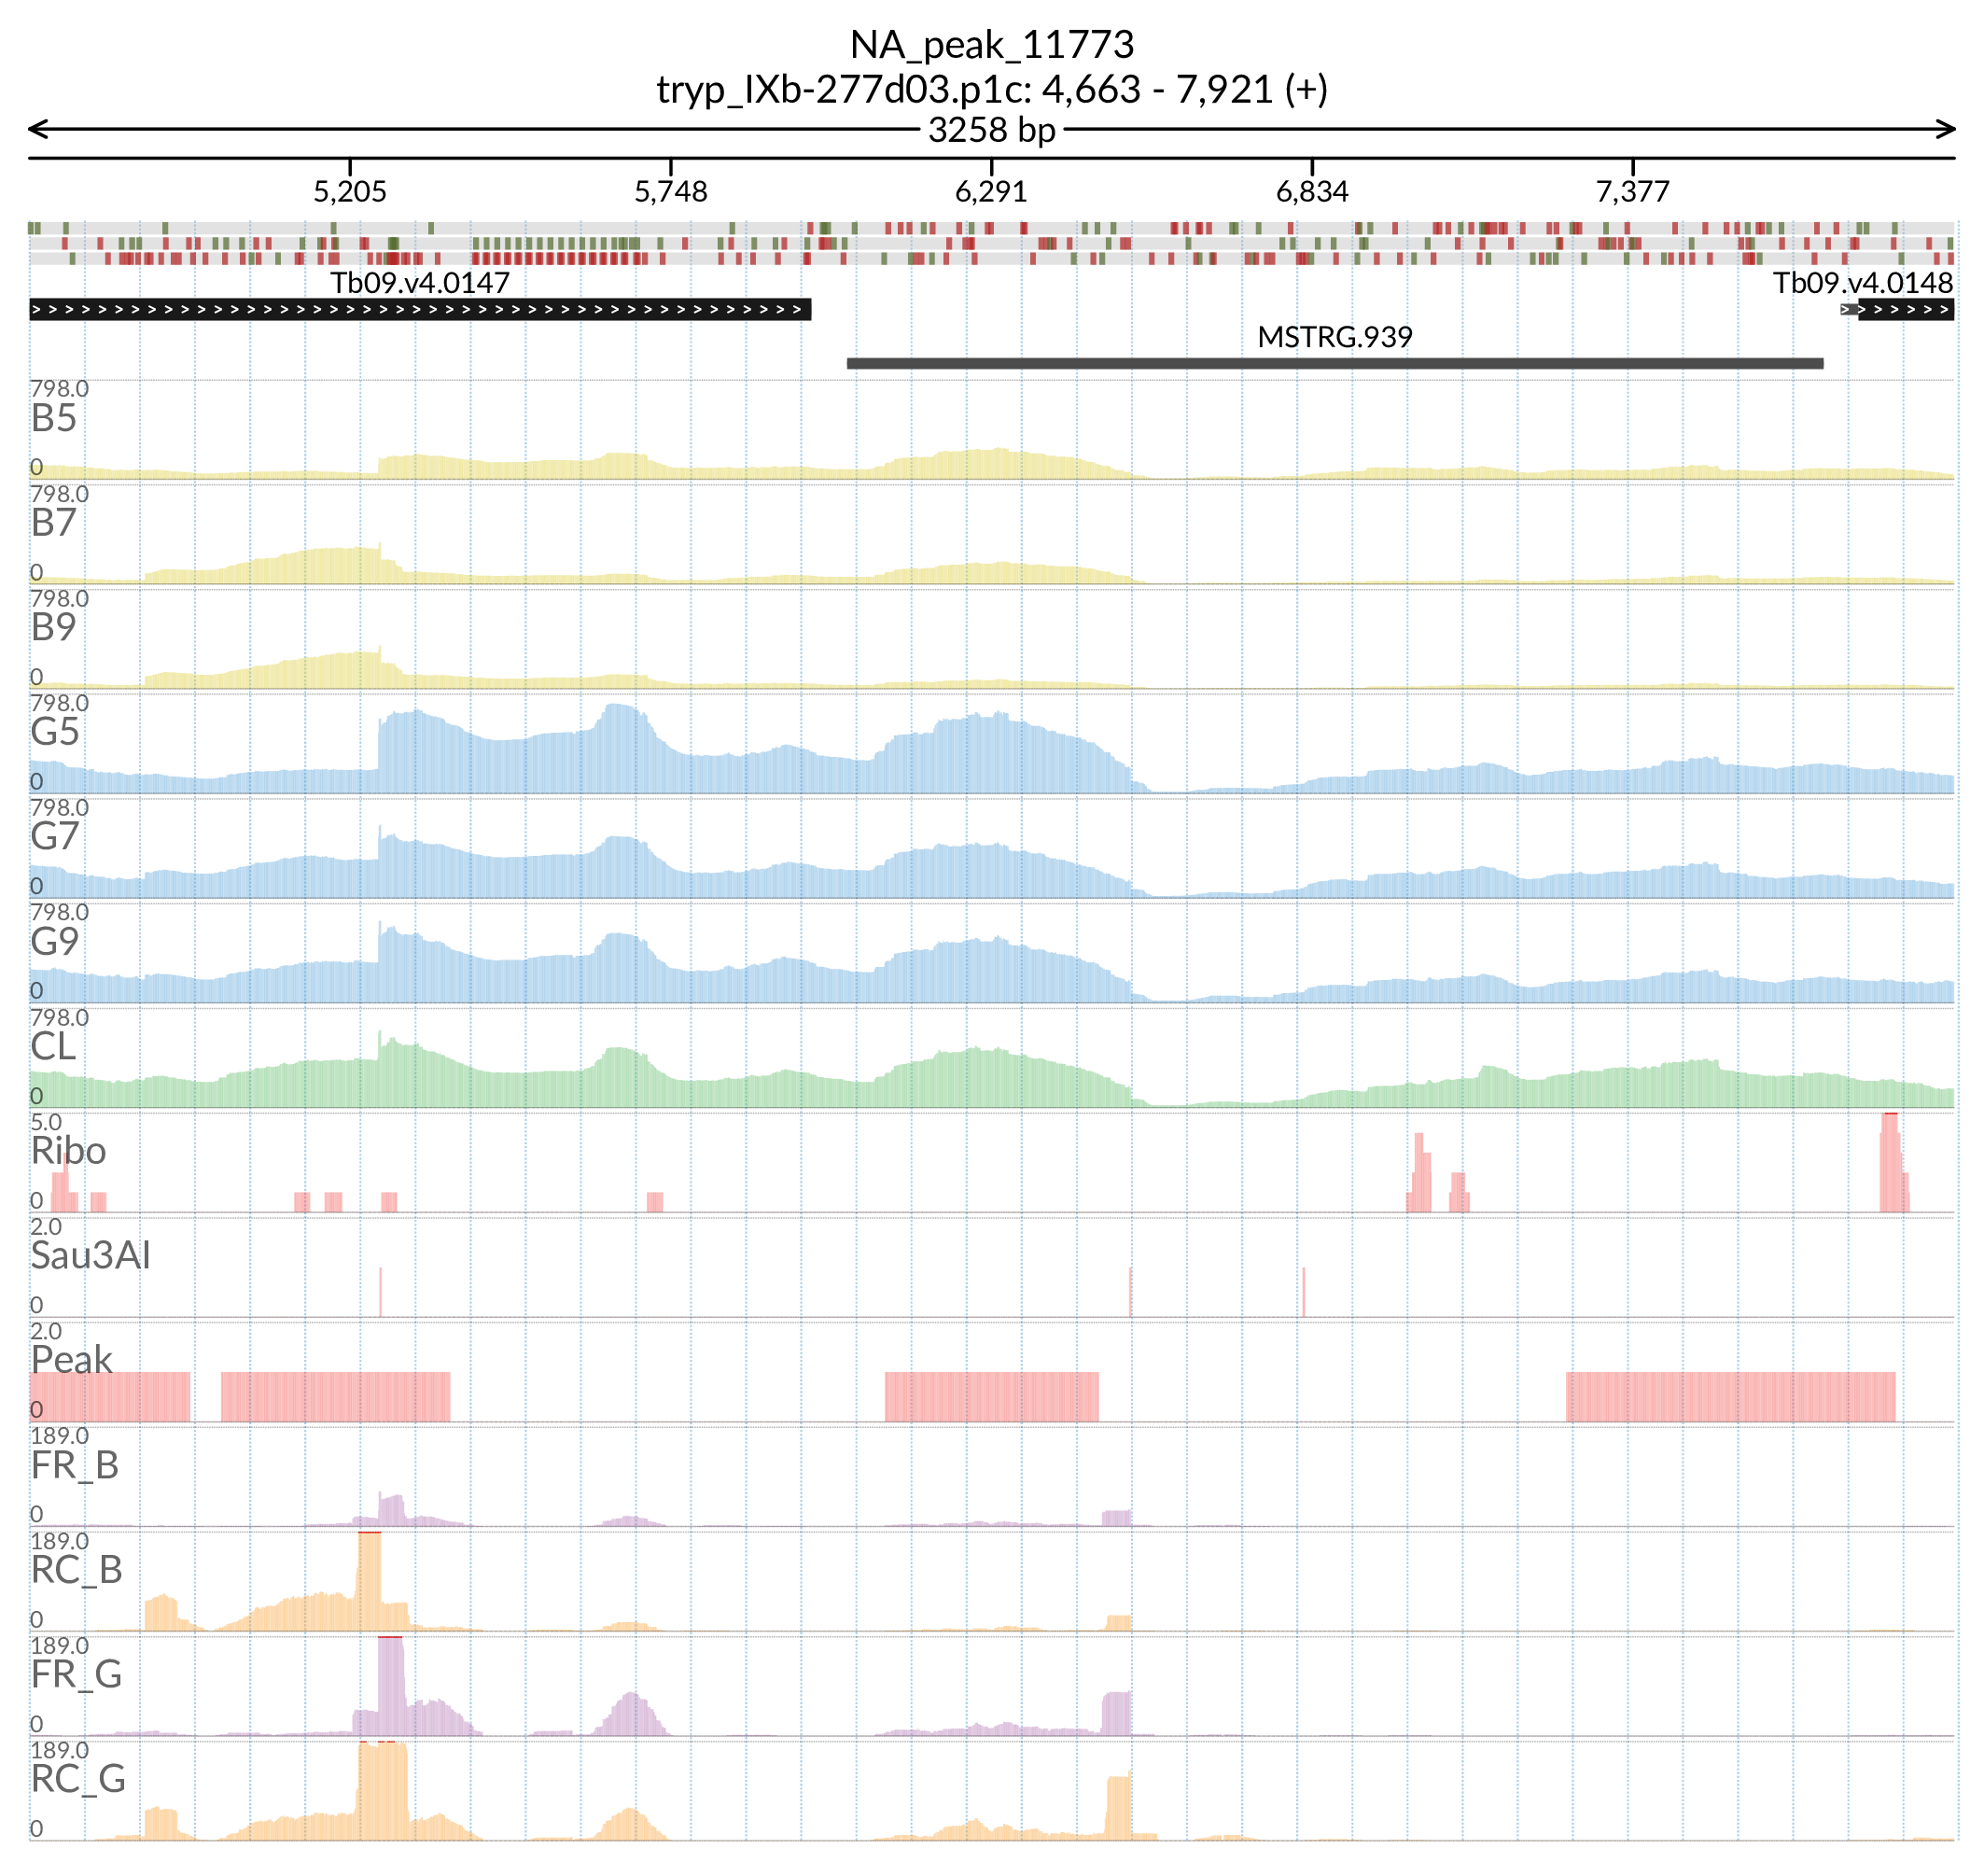 NA_peak_11773
tryp_IXb-277d03.p1c: 4,663 - 7,921 (+)
3258 bp
5,205 5,748 6,291 6,834 7,377
Tb09.v4.0147 Tb09.v4.0148
MSTRG.939
798.0
B5
0
798.0
B7
0
798.0
B9
0
798.0
G5
0
798.0
G7
0
798.0
G9
0
798.0
CL
0
5.0
Ribo
0
2.0
Sau3AI
0
2.0
Peak
0
189.0
FR_B
0
189.0
RC_B
0
189.0
FR_G
0
189.0
RC_G
0